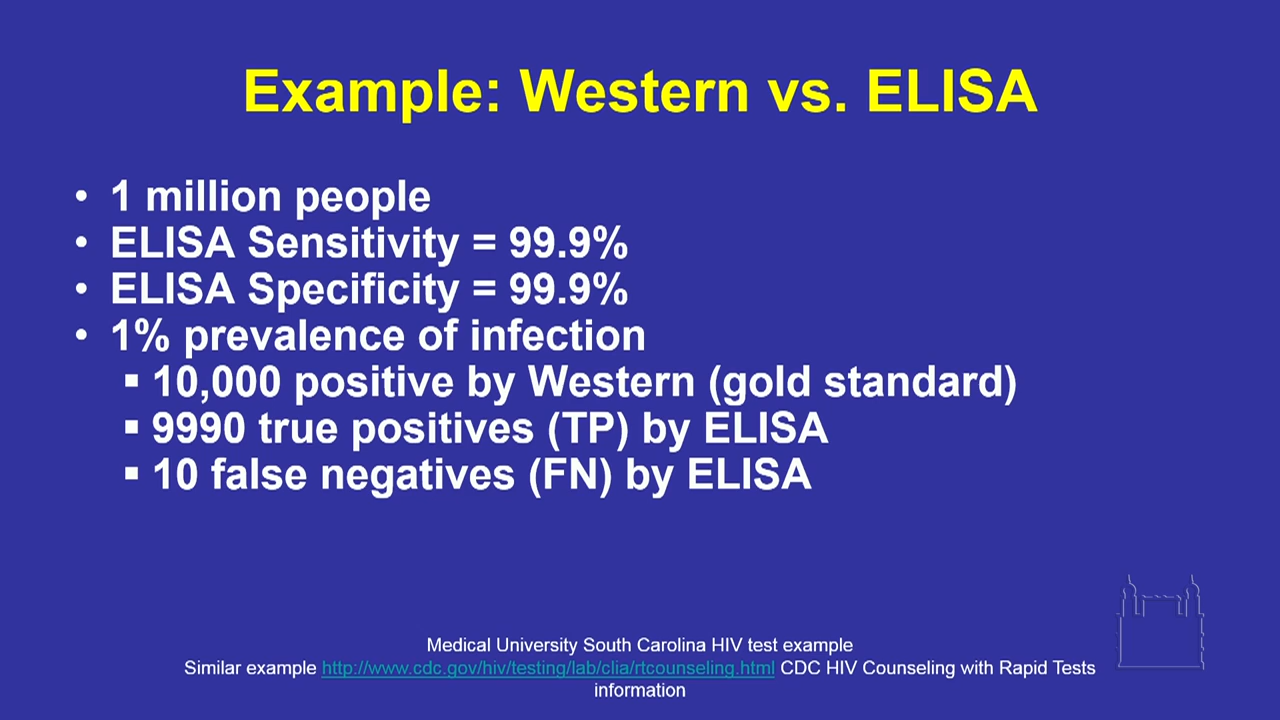 Example: Western vs. ELISA
• 1 million people
• ELISA Sensitivity = 99.9%
• ELISA Specificity = 99.9%
• 1% prevalence of infection
▪ 10,000 positive by Western (gold standard)
▪ 9990 true positives (TP) by ELISA
▪ 10 false negatives (FN) by ELISA
Medical University South Carolina HIV test example
Similar example http://www.cdc.gov/hiv/testing/lab/clia/rtcounseling.html CDC HIV Counseling with Rapid Tests
information